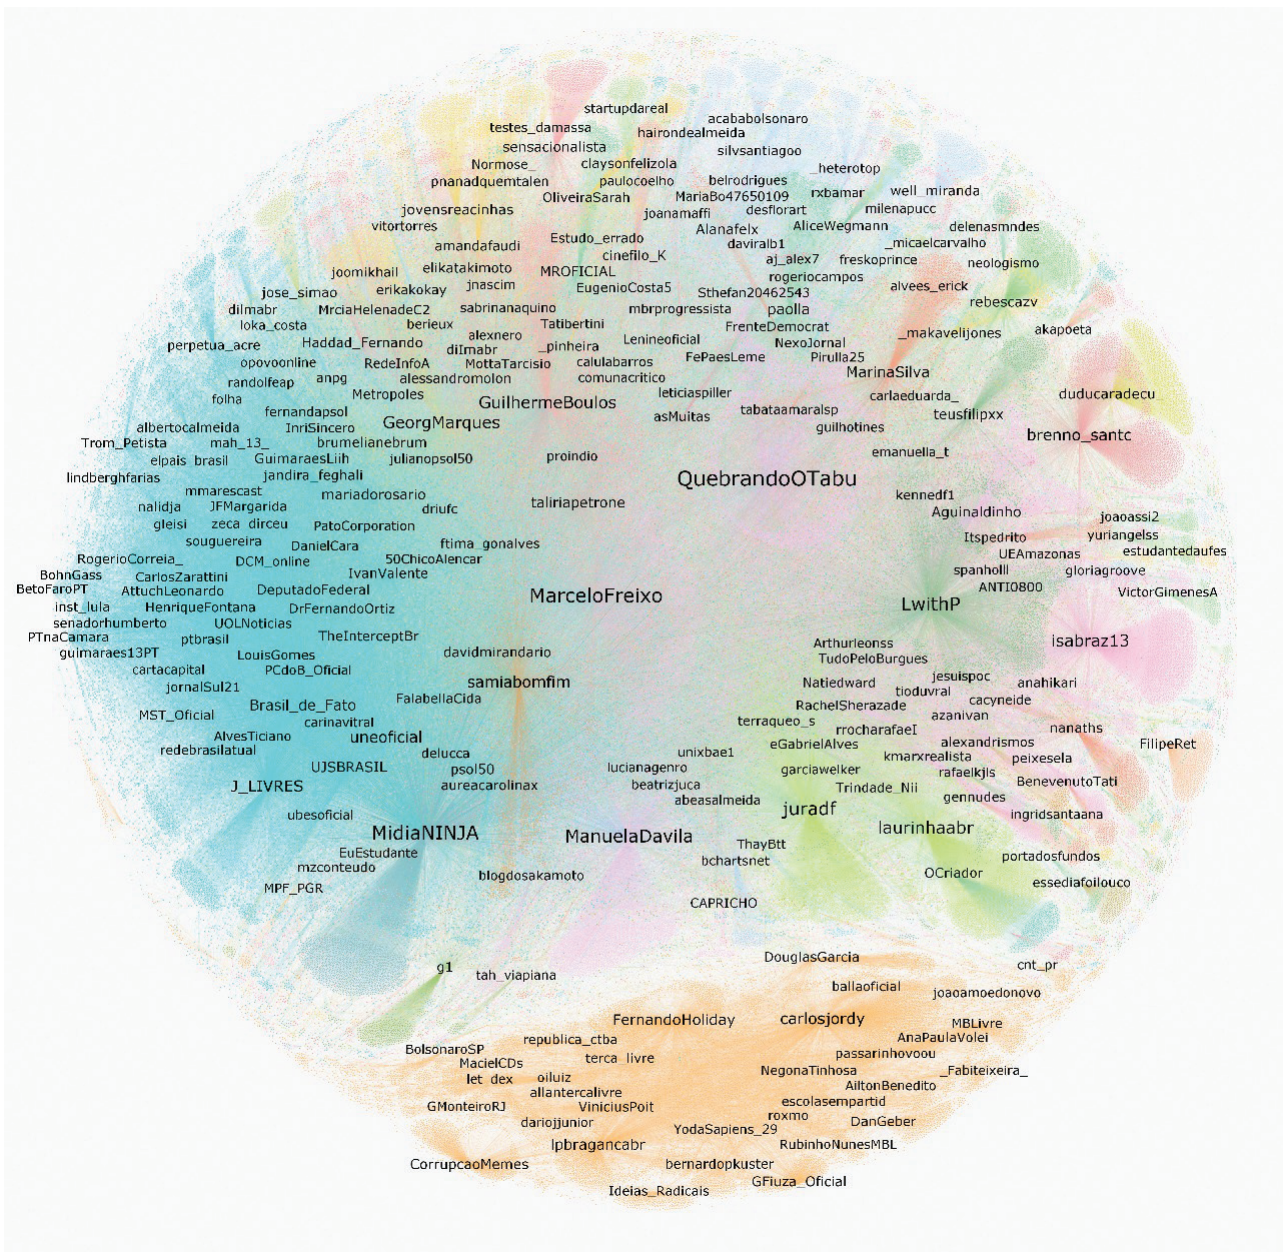 startupdareal
acababolsonaro
testes_damassa
hairondealmeida
sensacionalista
silvsantiagoo
Normose_
claysonfelizola
_heterotop
pnanadquemtalen
paulocoelho
belrodrigues
rxbamar
well_miranda
OliveiraSarah
MariaBo47650109
jovensreacinhas
joanamaffi
desflorart
milenapucc
vitortorres
Alanafelx
AliceWegmann
delenasmndes
amandafaudi
Estudo_errado
daviralb1
_micaelcarvalho
cinefilo_K
aj_alex7
freskoprince
neologismo
joomikhail
elikatakimoto
MROFICIAL
rogeriocampos
jose_simao
erikakokay
jnascim
EugenioCosta5
Sthefan20462543
alvees_erick
rebescazv
dilmabr
MrciaHelenadeC2
sabrinanaquino
mbrprogressista
paolla
loka_costa
berieux
Tatibertini
FrenteDemocrat
akapoeta
perpetua_acre
Haddad_Fernando
alexnero
Lenineoficial
NexoJornal
_makavelijones
diImabr
_pinheira
opovoonline
RedeInfoA
MottaTarcisio
calulabarros
FePaesLeme
Pirulla25
MarinaSilva
randolfeap
anpg
alessandromolon
comunacritico
folha
Metropoles
GuilhermeBoulos
leticiaspiller
carlaeduarda_
duducaradecu_
fernandapsol
GeorgMarques
asMuitas
tabataamaralsp
teusfilipxx
albertocalmeida
InriSincero
guilhotines
brenno_santc
Trom_Petista
mah_13_
brumelianebrum
emanuella_t
elpais_brasil
GuimaraesLiih
julianopsol50
proindio
lindberghfarias
jandira_feghali
QuebrandoOTabu
mmarescast
mariadorosario
taliriapetrone
kennedf1
nalidja
JFMargarida
driufc
Aguinaldinho
joaoassi2
gleisi
zeca_dirceu
PatoCorporation
Itspedrito
yuriangelss
souguereira
DanielCara
ftima_gonalves
UEAmazonas
estudantedaufes
RogerioCorreia_
DCM_online
50ChicoAlencar
spanholll
gloriagroove
BohnGass
CarlosZarattini
IvanValente
BetoFaroPT
AttuchLeonardo
DeputadoFederal
MarceloFreixo
ANTI0800
VictorGimenesA
inst_lula
HenriqueFontana
DrFernandoOrtiz
LwithP
senadorhumberto
UOLNoticias
PTnaCamara
ptbrasil
TheInterceptBr
Arthurleonss
isabraz13
guimaraes13PT
LouisGomes
davidmirandario
TudoPeloBurgues
cartacapital
PCdoB_Oficial
samiabomfim
Natiedward
jesuispoc
anahikari
jornalSul21
tioduvral
Brasil_de_Fato
FalabellaCida
RachelSherazade
cacyneide
MST_Oficial
carinavitral
terraqueo_s
azanivan
AlvesTiciano
uneoficial
rrocharafaeI
nanaths
redebrasilatual
delucca
unixbae1
eGabrielAlves
alexandrismos
FilipeRet
UJSBRASIL
psol50
lucianagenro
garciawelker
kmarxrealista
peixesela
J_LIVRES
aureacarolinax
beatrizjuca
Trindade_Nii
rafaelkjls
BenevenutoTati
abeasalmeida
gennudes
ubesoficial
juradf
ingridsantaana
MidiaNINJA
ManuelaDavila
laurinhaabr
EuEstudante
ThayBtt
portadosfundos
mzconteudo
blogdosakamoto
bchartsnet
OCriador
essediafoilouco
MPF_PGR
CAPRICHO
g1
tah_viapiana
DouglasGarcia
cnt_pr
ballaoficial
joaoamoedonovo
FernandoHoliday
carlosjordy
MBLivre
BolsonaroSP
republica_ctba
AnaPaulaVolei
MacielCDs
terca_livre
passarinhovoou
let_dex
oiluiz
NegonaTinhosa
_Fabiteixeira_
allantercalivre
AiltonBenedito
GMonteiroRJ
ViniciusPoit
escolasempartid
dariojjunior
roxmo
DanGeber
YodaSapiens_29
lpbragancabr
RubinhoNunesMBL
CorrupcaoMemes
bernardopkuster
GFiuza_Oficial
Ideias_Radicais